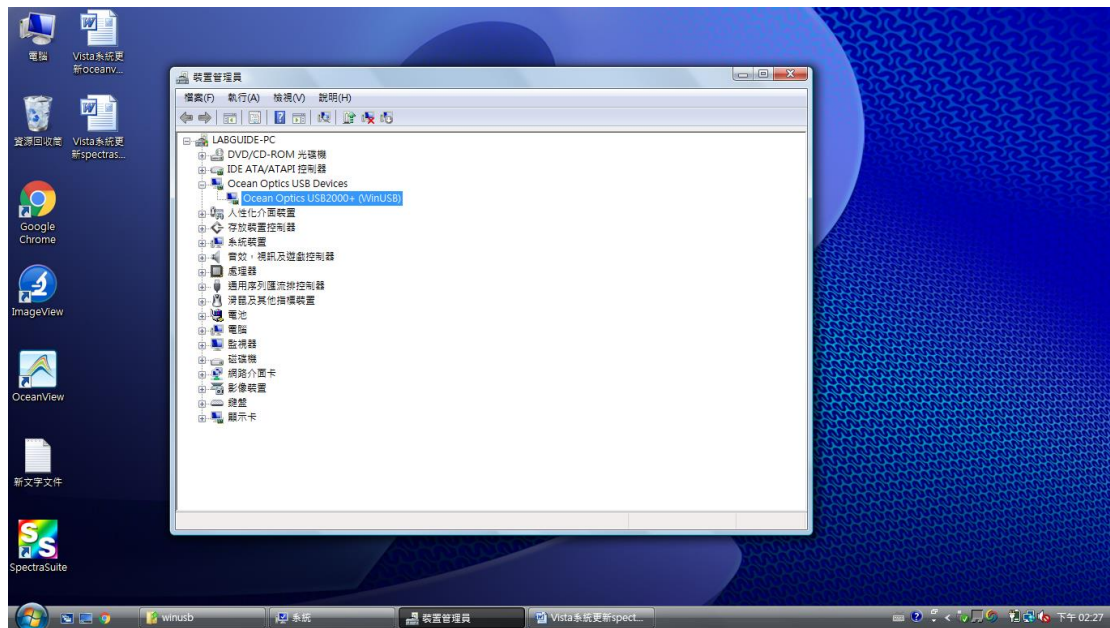 電腦
Vista系統更
新oceanv...
資源回收筒
Vista系統更
新spectras...
Google
Chrome
ImageView
OceanView
新文字文件
SpectraSuite
裝置管理員
檔案(F) 執行(A) 檢視(V) 說明(H)
LABGUIDE-PC
DVD/CD-ROM 光碟機
IDE ATA/ATAPI 控制器
Ocean Optics USB Devices
Ocean Optics USB2000+ (WinUSB)
人性化介面裝置
存放裝置控制器
系統裝置
音效，視訊及遊戲控制器
處理器
通用序列匯流排控制器
滑鼠及其他指標裝置
電池
電腦
監視器
磁碟機
網路介面卡
影像裝置
鍵盤
顯示卡
winusb
系統
裝置管理員
Vista系統更新spect...
下午 02:27